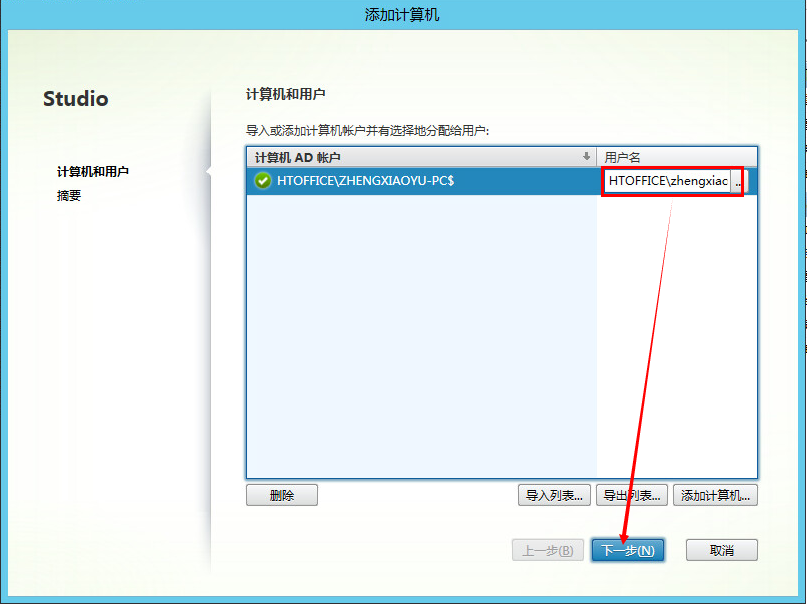 添加计算机
Studio
计算机和用户
摘要
计算机和用户
导入或添加计算机帐户并有选择地分配给用户:
计算机 AD 帐户
用户名
HTOFFICE\ZHENGXIAOYU-PC$
HTOFFICE\zhengxiac
...
删除
导入列表...
导出列表...
添加计算机...
上一步(B)
下一步(N)
取消